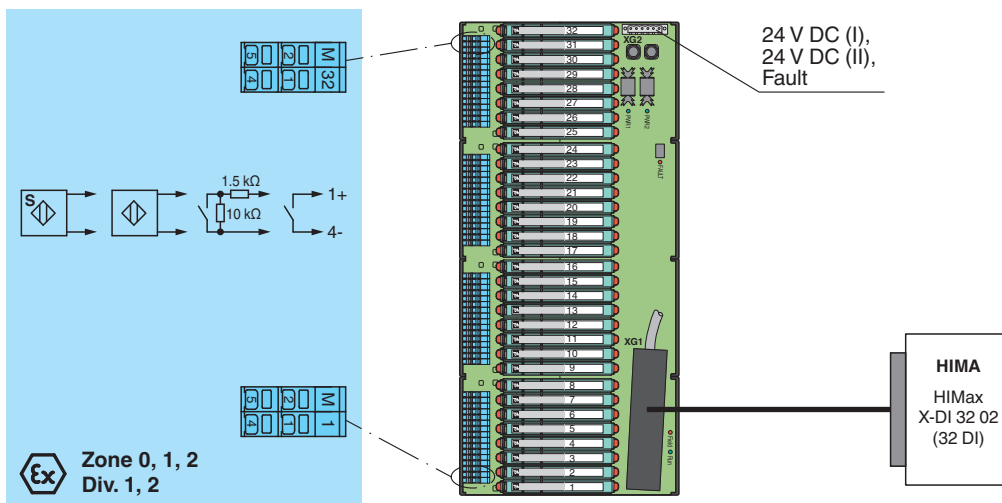 5 2 M
4 1 32
S
1.5 kΩ
10 kΩ
1+
4-
5 2 M
4 1 1
Ex
Zone 0, 1, 2
Div. 1, 2
32
31
30
29
28
27
26
25
24
23
22
21
20
19
18
17
16
15
14
13
12
11
10
9
8
7
6
5
4
3
2
1
XG2
PWR1
PWR2
FAULT
XG1
Field
Run
24 V DC (I),
24 V DC (II),
Fault
HIMA
HIMax
X-DI 32 02
(32 DI)